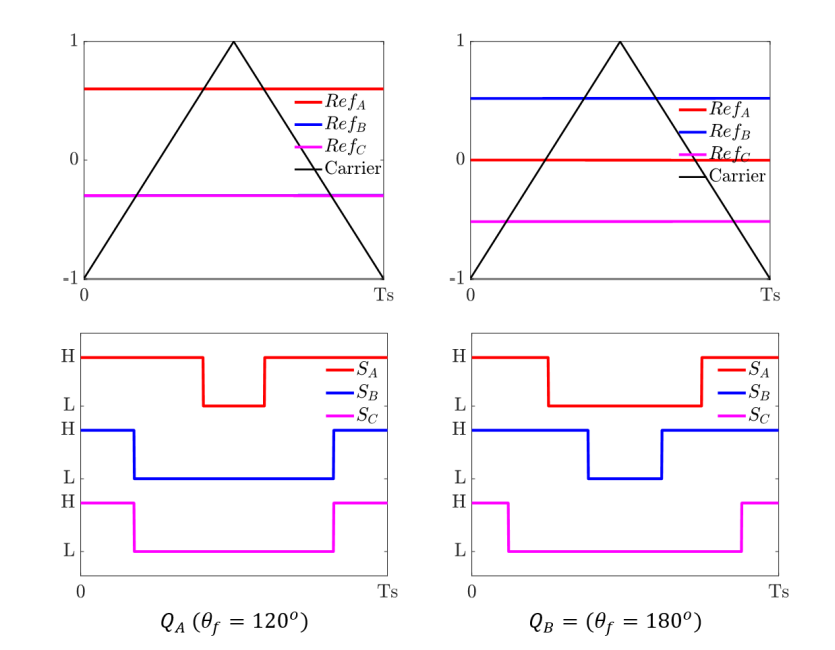 1
0
-1
0
Ts
Ref_A
Ref_B
Ref_C
Carrier
1
0
-1
0
Ts
Ref_A
Ref_B
Ref_C
Carrier
H
L
H
L
H
L
0
Ts
S_A
S_B
S_C
H
L
H
L
H
L
0
Ts
S_A
S_B
S_C
Q_A (θ_f = 120^o)
Q_B = (θ_f = 180^o)